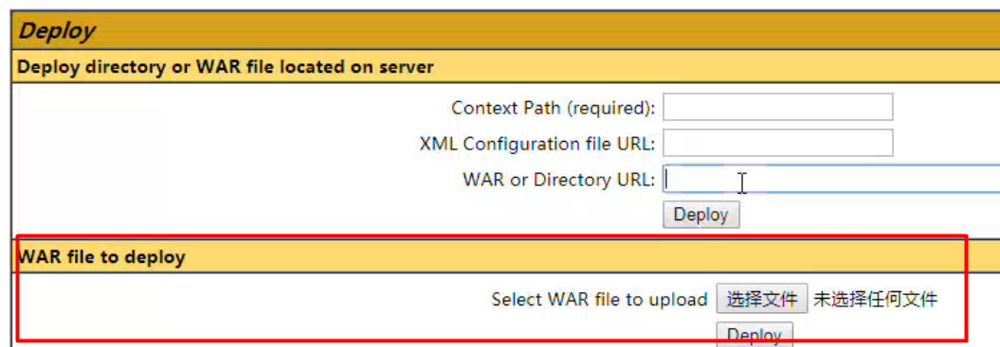 Deploy
Deploy directory or WAR file located on server
Context Path (required):
XML Configuration file URL:
WAR or Directory URL:
Deploy
WAR file to deploy
Select WAR file to upload 选择文件 未选择任何文件
Deploy